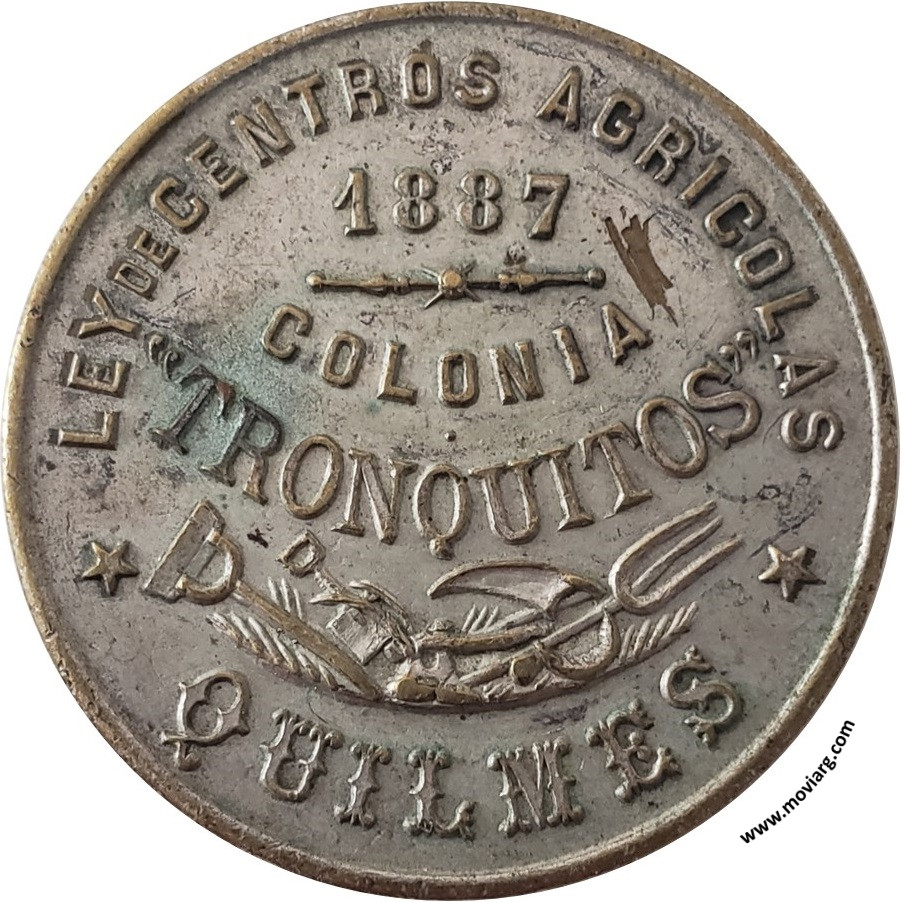 LEY DE CENTROS AGRICOLAS
1887
COLONIA
"TRONQUITOS"
QUILMES
www.moviarg.com